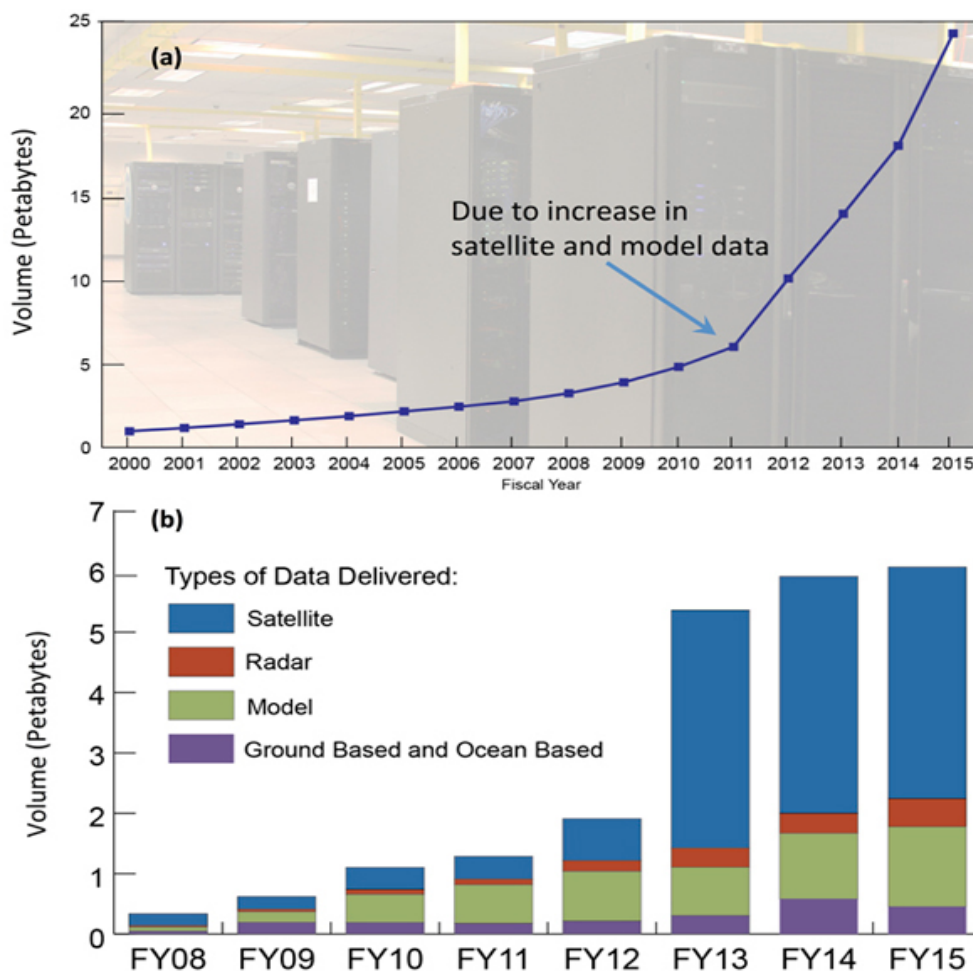 25
(a)
20
15
10
5
0
Volume (Petabytes)
Due to increase in
satellite and model data
2000 2001 2002 2003 2004 2005 2006 2007 2008 2009 2010 2011 2012 2013 2014 2015
Fiscal Year
7
(b)
6
5
4
3
2
1
0
Volume (Petabytes)
Types of Data Delivered:
Satellite
Radar
Model
Ground Based and Ocean Based
FY08 FY09 FY10 FY11 FY12 FY13 FY14 FY15